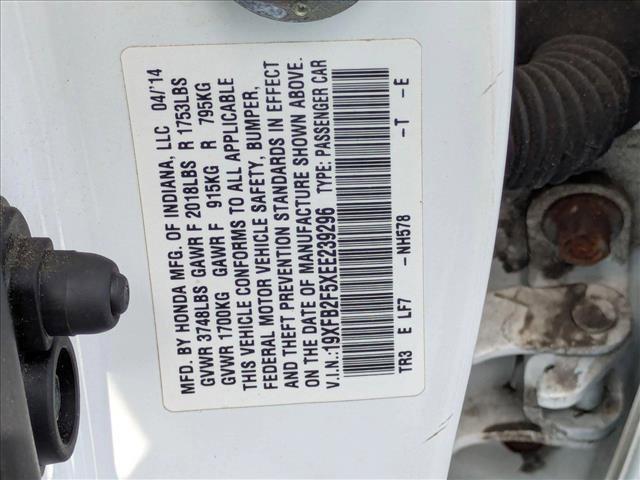 MFD. BY HONDA MFG. OF INDIANA, LLC 04/'14
GVWR 3748LBS GAWR F 2018LBS R 1753LBS
GVWR 1700KG GAWR F 915KG R 795KG
THIS VEHICLE CONFORMS TO ALL APPLICABLE
FEDERAL MOTOR VEHICLE SAFETY, BUMPER,
AND THEFT PREVENTION STANDARDS IN EFFECT
ON THE DATE OF MANUFACTURE SHOWN ABOVE.
V.I.N.:19XFB2F5XEE239296 TYPE: PASSENGER CAR
TR3 E LF7 -NH578 -T -E